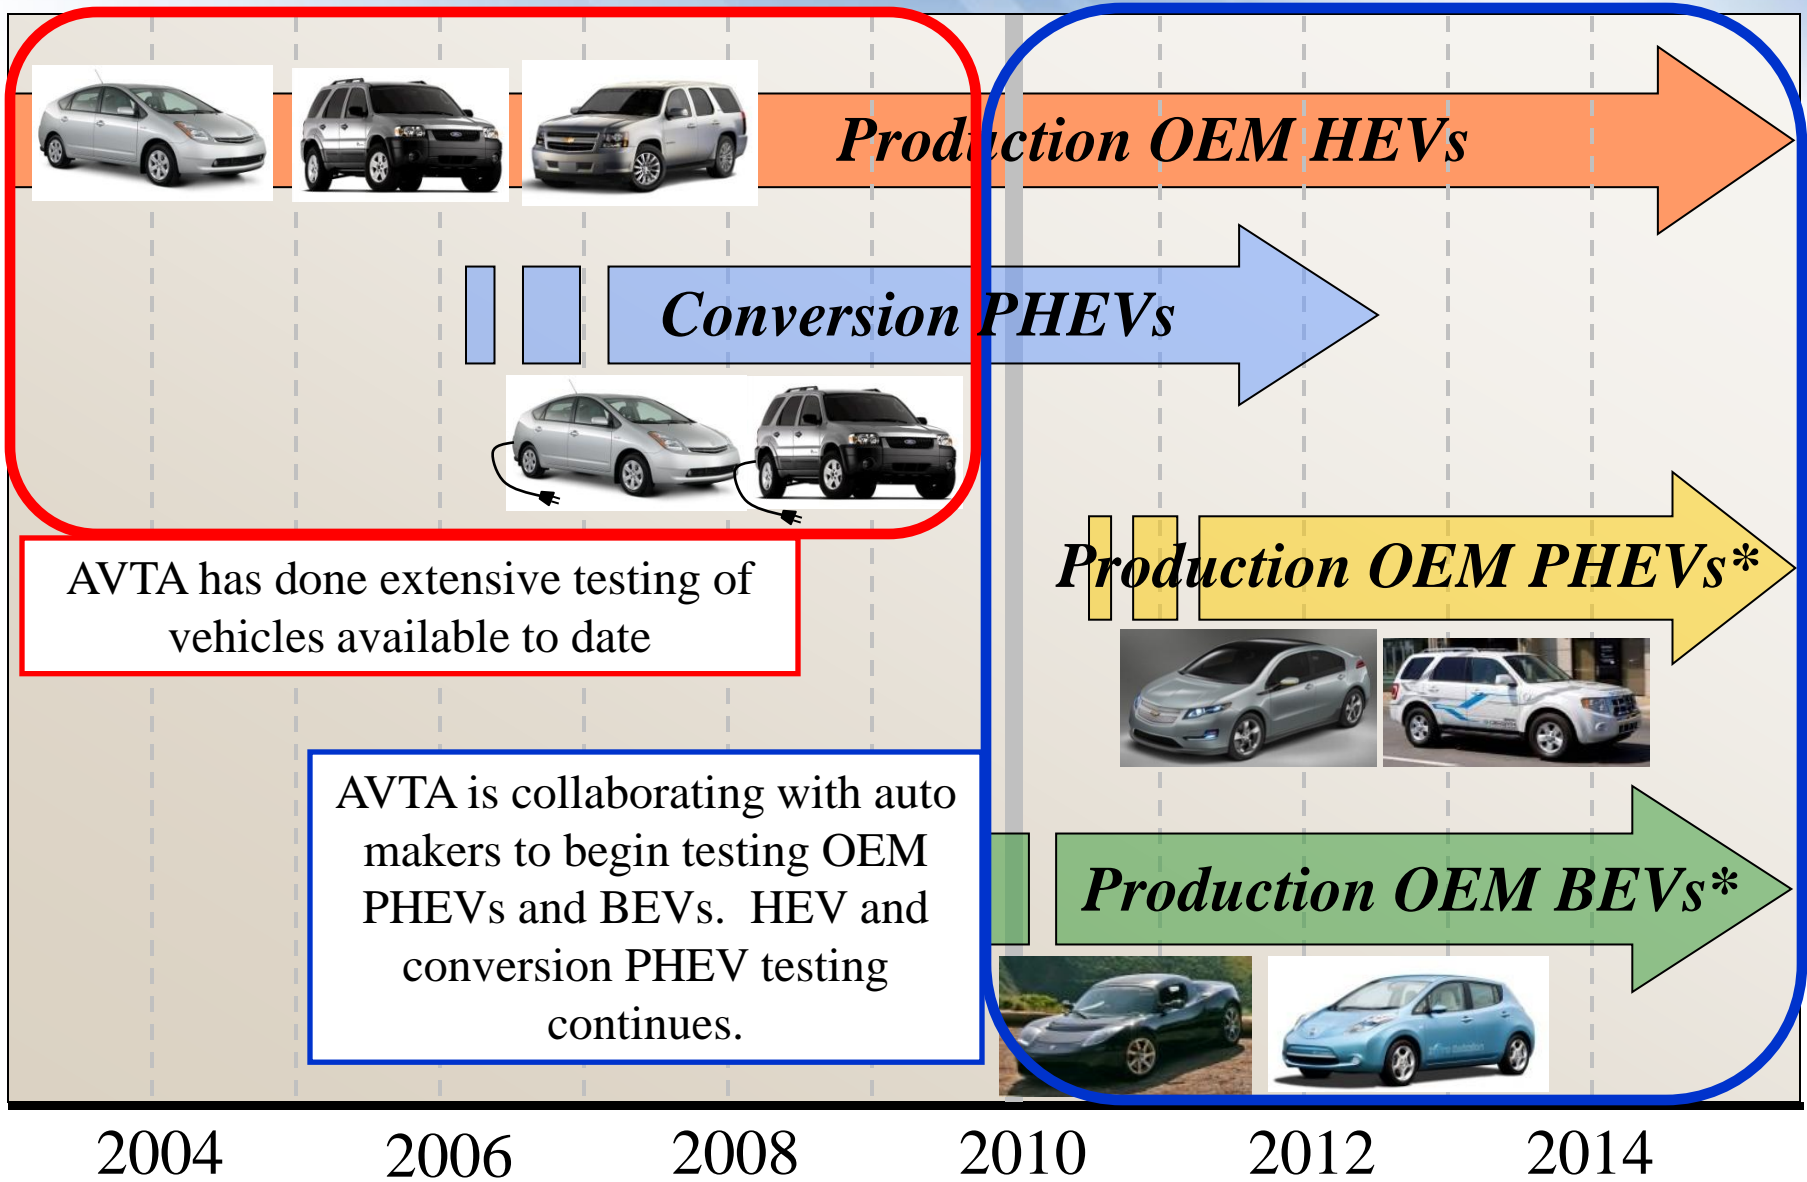 Production OEM HEVs
Conversion PHEVs
Production OEM PHEVs*
AVTA has done extensive testing of
vehicles available to date
AVTA is collaborating with auto
makers to begin testing OEM
PHEVs and BEVs.  HEV and
conversion PHEV testing
continues.
Production OEM BEVs*
2004
2006
2008
2010
2012
2014